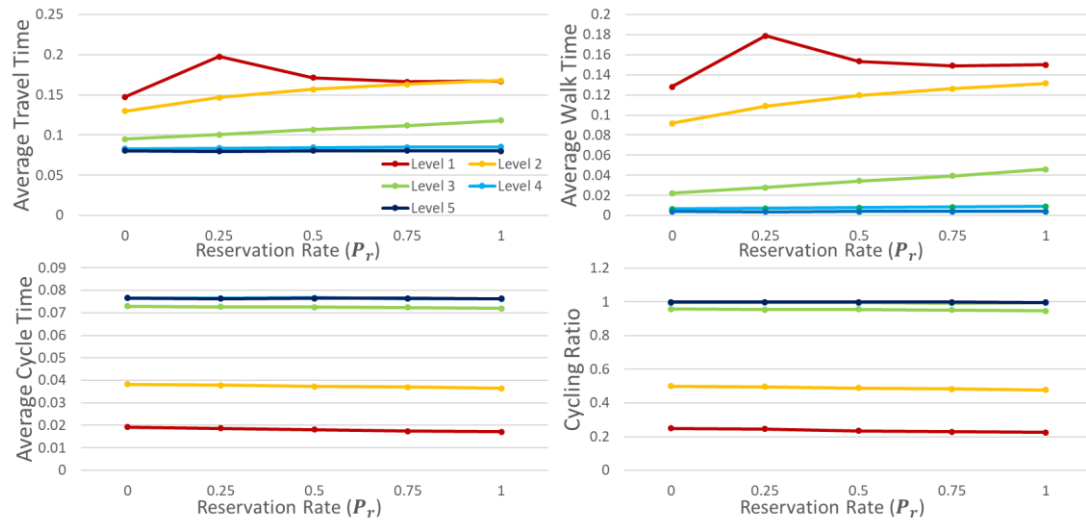 Average Travel Time
0.25
0.2
0.15
0.1
0.05
0
Level 1 Level 2
Level 3 Level 4
Level 5
0 0.25 0.5 0.75 1
Reservation Rate (P_r)
Average Walk Time
0.2
0.18
0.16
0.14
0.12
0.1
0.08
0.06
0.04
0.02
0
0 0.25 0.5 0.75 1
Reservation Rate (P_r)
Average Cycle Time
0.09
0.08
0.07
0.06
0.05
0.04
0.03
0.02
0.01
0
0 0.25 0.5 0.75 1
Reservation Rate (P_r)
Cycling Ratio
1.2
1
0.8
0.6
0.4
0.2
0
0 0.25 0.5 0.75 1
Reservation Rate (P_r)